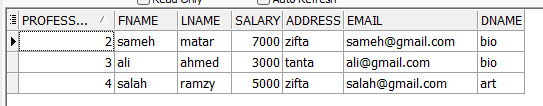 Read Only Auto Refresh
PROFESS... FNAME LNAME SALARY ADDRESS EMAIL DNAME
2 sameh matar 7000 zifta sameh@gmail.com bio
3 ali ahmed 3000 tanta ali@gmail.com bio
4 salah ramzy 5000 zifta salah@gmail.com art